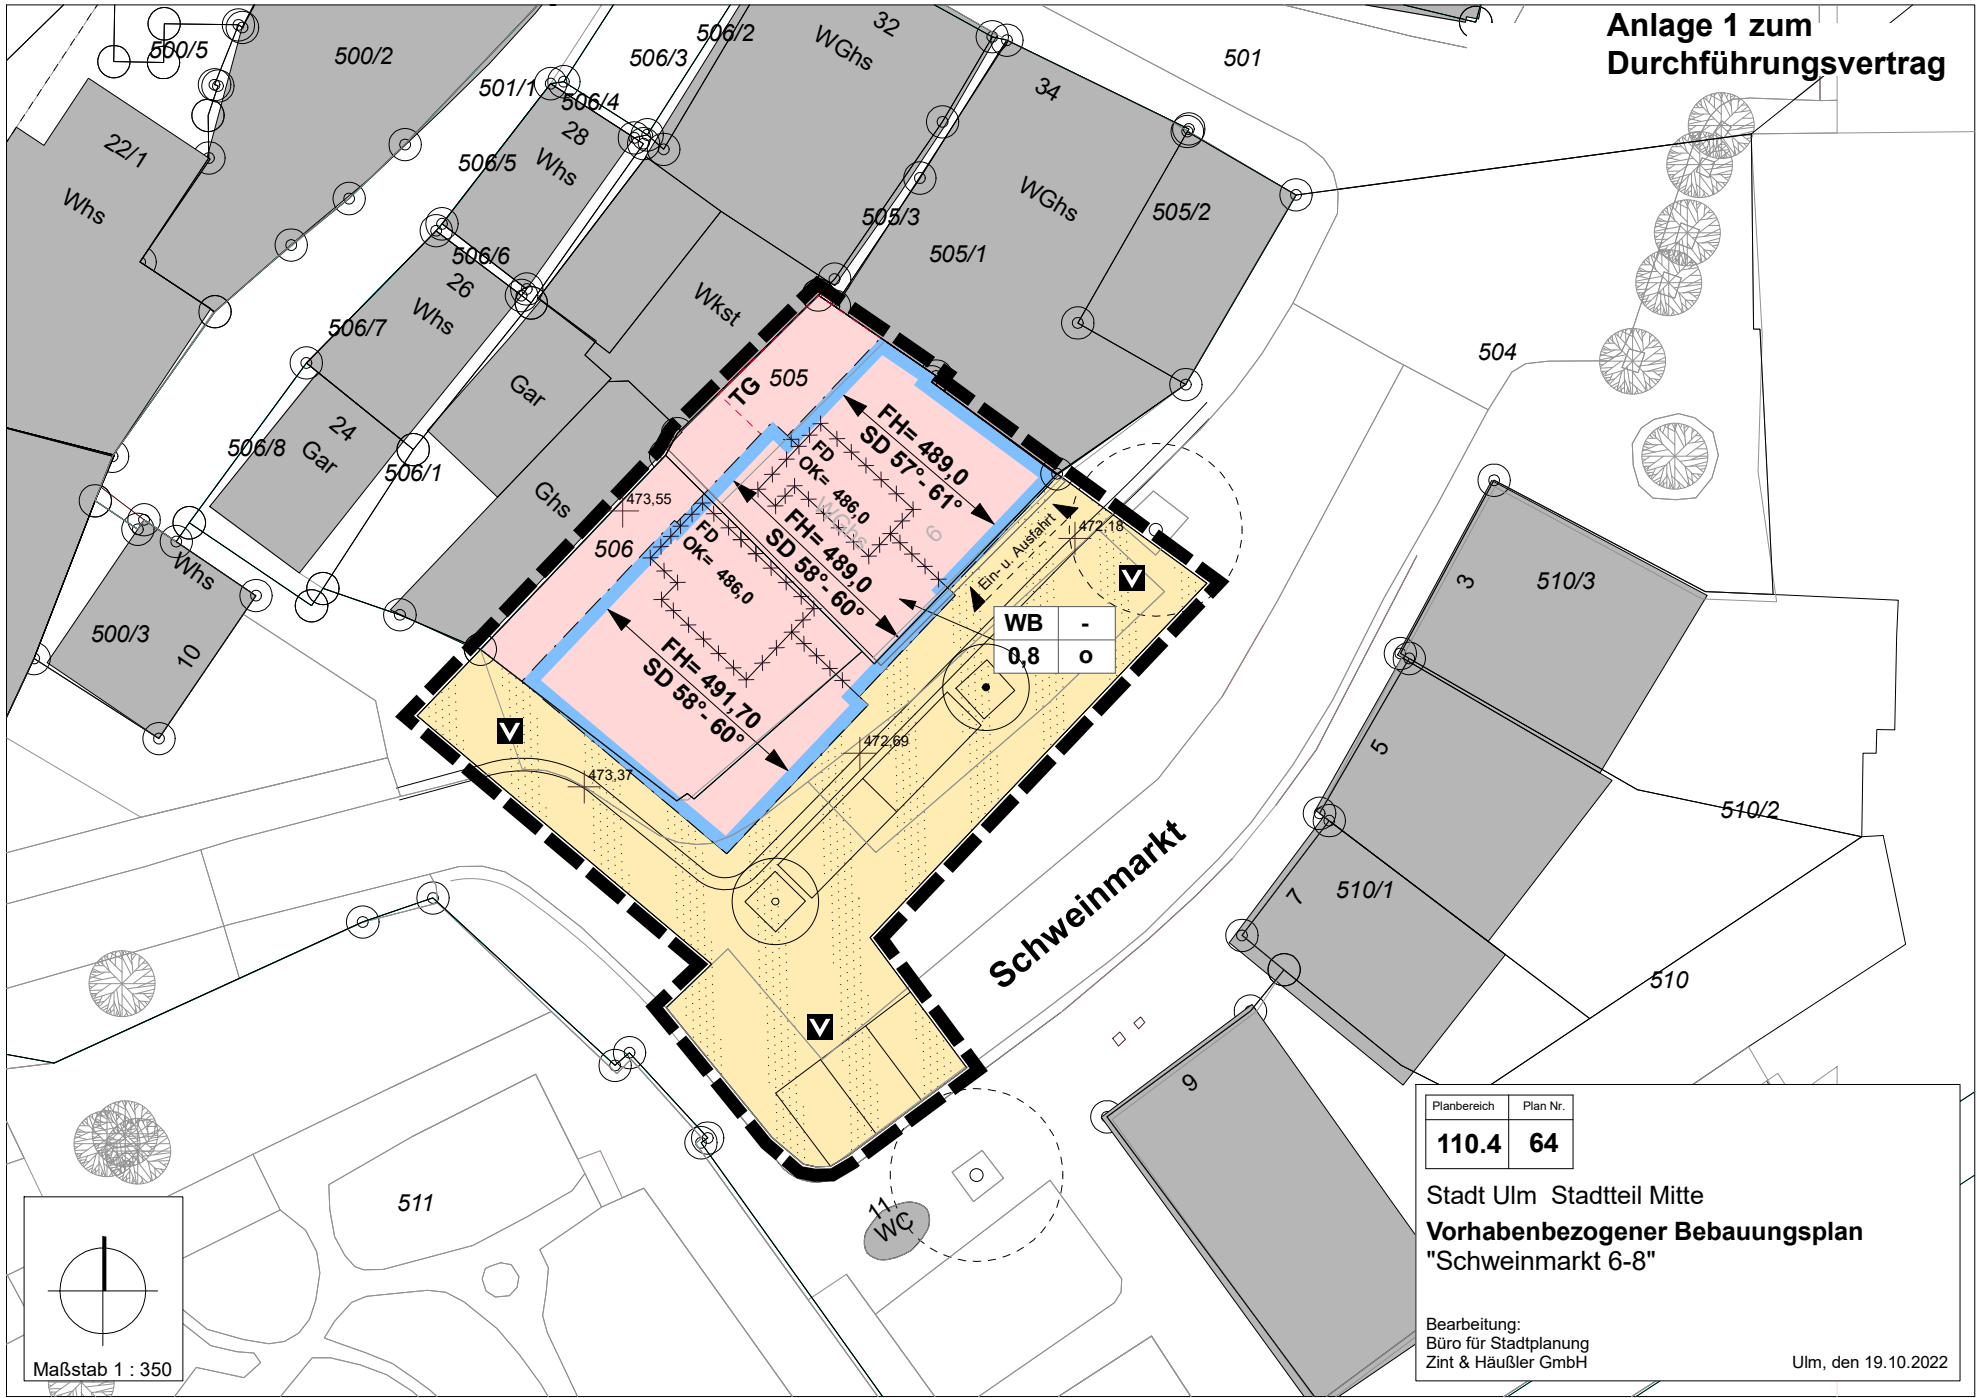 Anlage 1 zum
Durchführungsvertrag
500/5
500/2
506/2
506/3
32
WGhs
501
501/1
506/4
34
22/1
28
Whs
506/5
WGhs
505/2
Whs
505/3
505/1
506/6
26
Whs
Wkst
506/7
504
505
TG
Gar
24
Gar
506/8
506/1
Ghs
FH= 489,0
SD 57°- 61°
FD
OK= 486,0
WGhs
6
473,55
506
FD
OK= 486,0
FH= 489,0
SD 58°- 60°
Ein- u. Ausfahrt
472,18
V
WB -
0,8 o
Whs
500/3
10
3
510/3
FH= 491,70
SD 58°- 60°
V
472,69
473,37
5
510/2
Schweinmarkt
7
510/1
510
V
9
511
11
WC
Planbereich Plan Nr.
110.4 64
Stadt Ulm Stadtteil Mitte
Vorhabenbezogener Bebauungsplan
"Schweinmarkt 6-8"
Bearbeitung:
Büro für Stadtplanung
Zint & Häußler GmbH
Ulm, den 19.10.2022
Maßstab 1 : 350